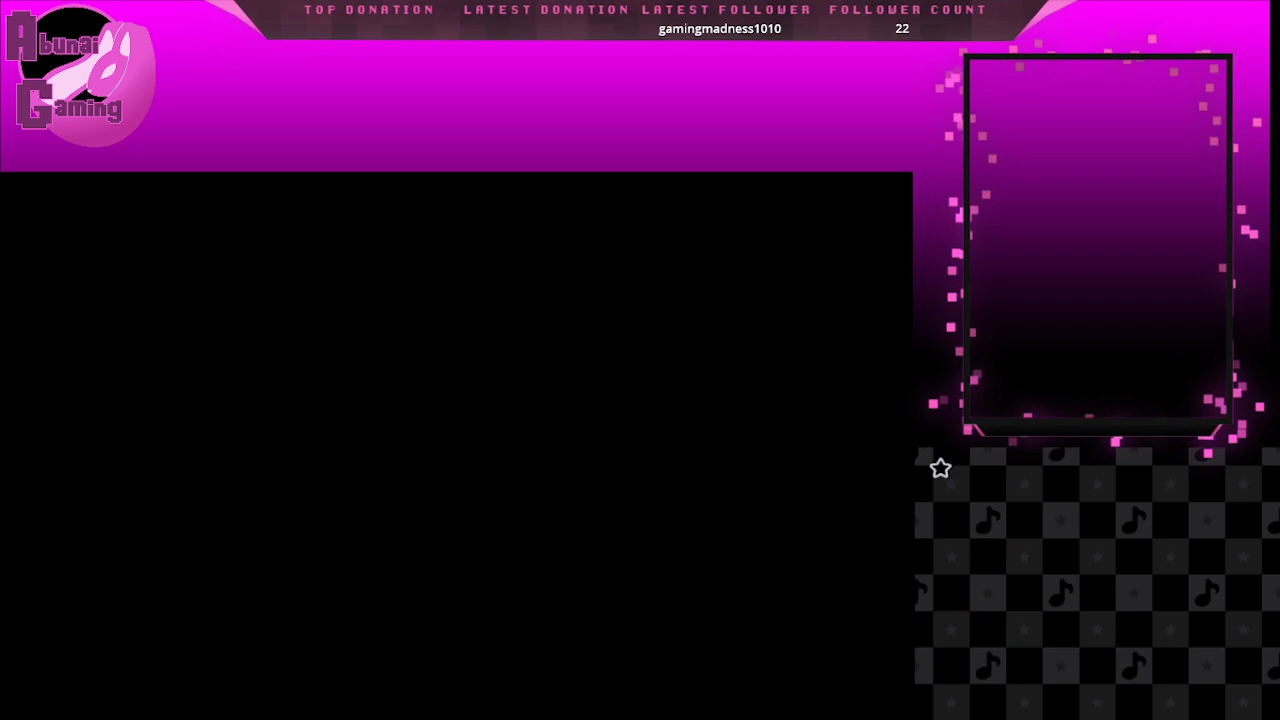 TOP DONATION LATEST DONATION LATEST FOLLOWER FOLLOWER COUNT
gamingmadness1010 22
Abunai
Gaming